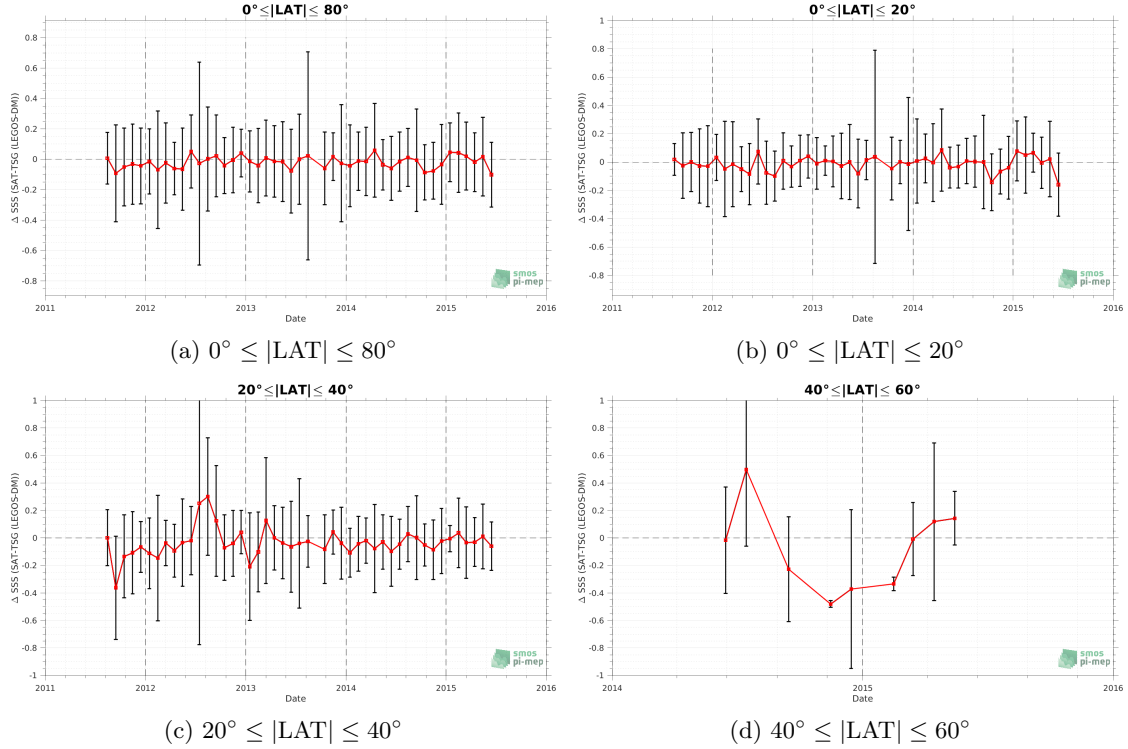 0°≤|LAT|≤ 80°
Δ SSS (SAT-TSG (LEGOS-DM))
0.8
0.6
0.4
0.2
0
-0.2
-0.4
-0.6
-0.8
smos
pi-mep
2011 2012 2013 2014 2015 2016
Date
(a) 0° ≤ |LAT| ≤ 80°
0°≤|LAT|≤ 20°
Δ SSS (SAT-TSG (LEGOS-DM))
1
0.8
0.6
0.4
0.2
0
-0.2
-0.4
-0.6
-0.8
smos
pi-mep
2011 2012 2013 2014 2015 2016
Date
(b) 0° ≤ |LAT| ≤ 20°
20°≤|LAT|≤ 40°
Δ SSS (SAT-TSG (LEGOS-DM))
1
0.8
0.6
0.4
0.2
0
-0.2
-0.4
-0.6
-0.8
-1
smos
pi-mep
2011 2012 2013 2014 2015 2016
Date
(c) 20° ≤ |LAT| ≤ 40°
40°≤|LAT|≤ 60°
Δ SSS (SAT-TSG (LEGOS-DM))
1
0.8
0.6
0.4
0.2
0
-0.2
-0.4
-0.6
-0.8
-1
smos
pi-mep
2014 2015 2016
Date
(d) 40° ≤ |LAT| ≤ 60°